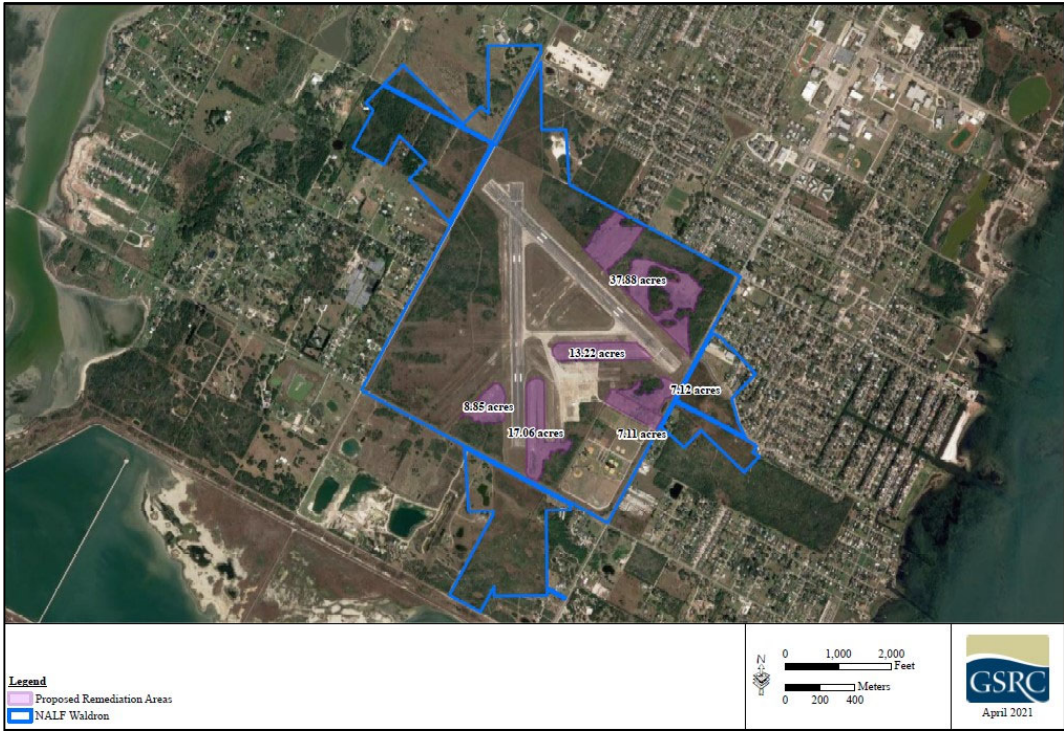 37.88 acres
13.22 acres
7.12 acres
8.85 acres
17.06 acres
7.11 acres
Legend
Proposed Remediation Areas
NALF Waldron
N
0 1,000 2,000
Feet
Meters
0 200 400
GSRC
April 2021